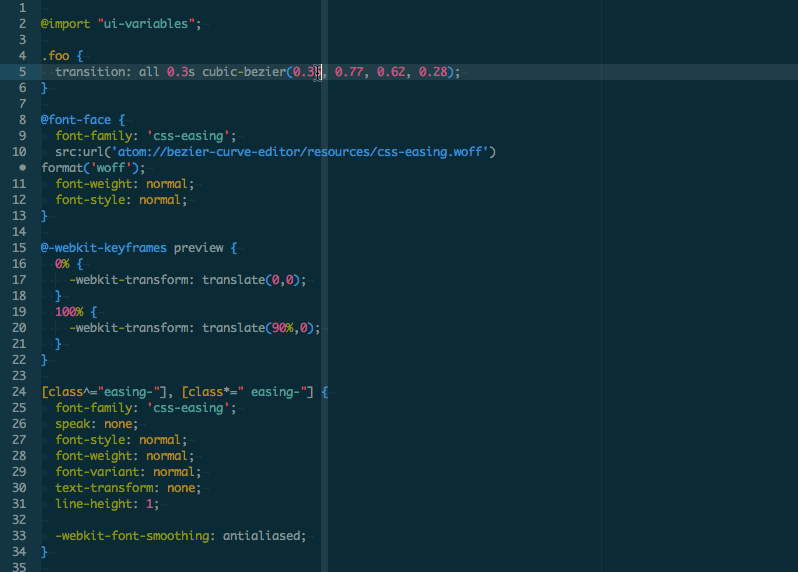 1
2 @import "ui-variables";
3
4 .foo {
5   transition: all 0.3s cubic-bezier(0.3, 0.77, 0.62, 0.28);
6 }
7
8 @font-face {
9   font-family: 'css-easing';
10   src:url('atom://bezier-curve-editor/resources/css-easing.woff')
• format('woff');
11   font-weight: normal;
12   font-style: normal;
13 }
14
15 @-webkit-keyframes preview {
16   0% {
17     -webkit-transform: translate(0,0);
18   }
19   100% {
20     -webkit-transform: translate(90%,0);
21   }
22 }
23
24 [class^="easing-"], [class*=" easing-"] {
25   font-family: 'css-easing';
26   speak: none;
27   font-style: normal;
28   font-weight: normal;
29   font-variant: normal;
30   text-transform: none;
31   line-height: 1;
32
33   -webkit-font-smoothing: antialiased;
34 }
35